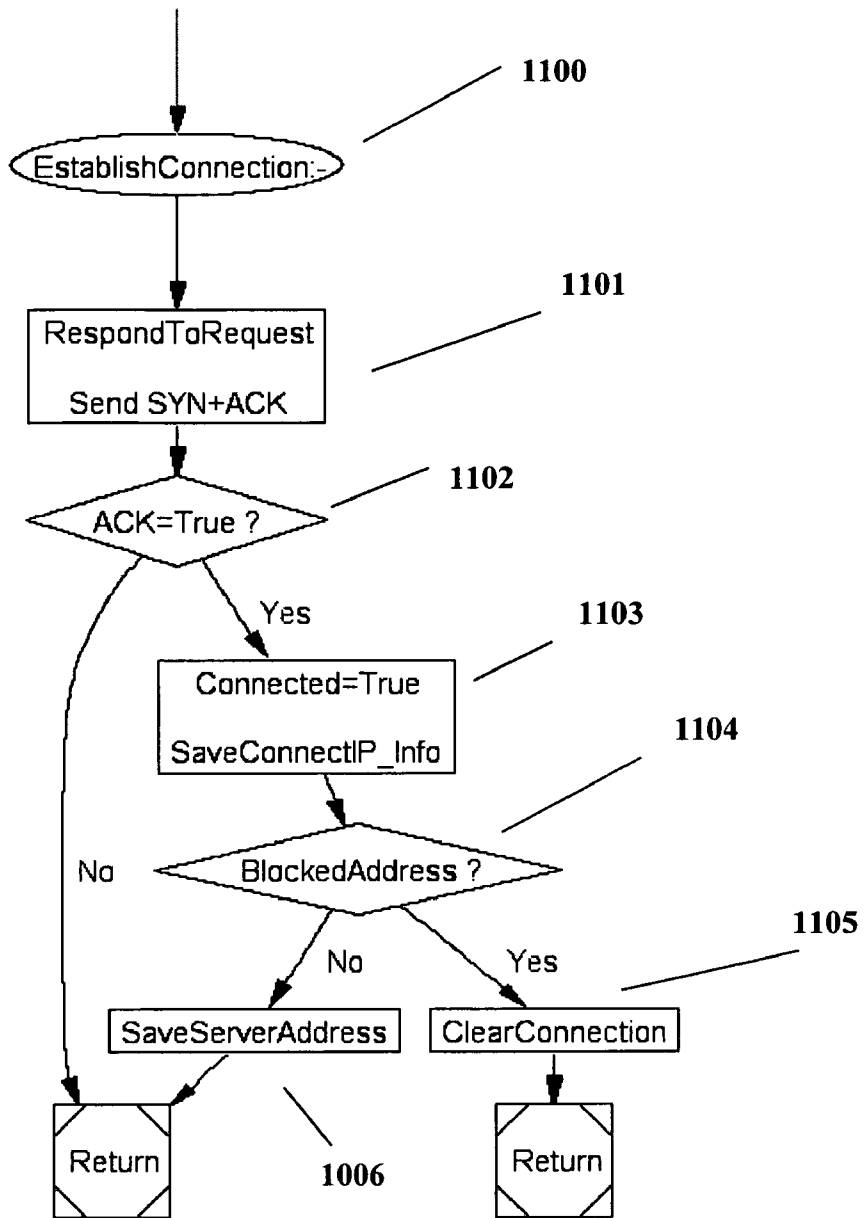 1100
EstablishConnection:-
1101
RespondToRequest
Send SYN+ACK
1102
ACK=True ?
Yes
1103
Connected=True
SaveConnectIP_Info
1104
No
BlockedAddress ?
1105
No
Yes
SaveServerAddress
ClearConnection
Return
1006
Return